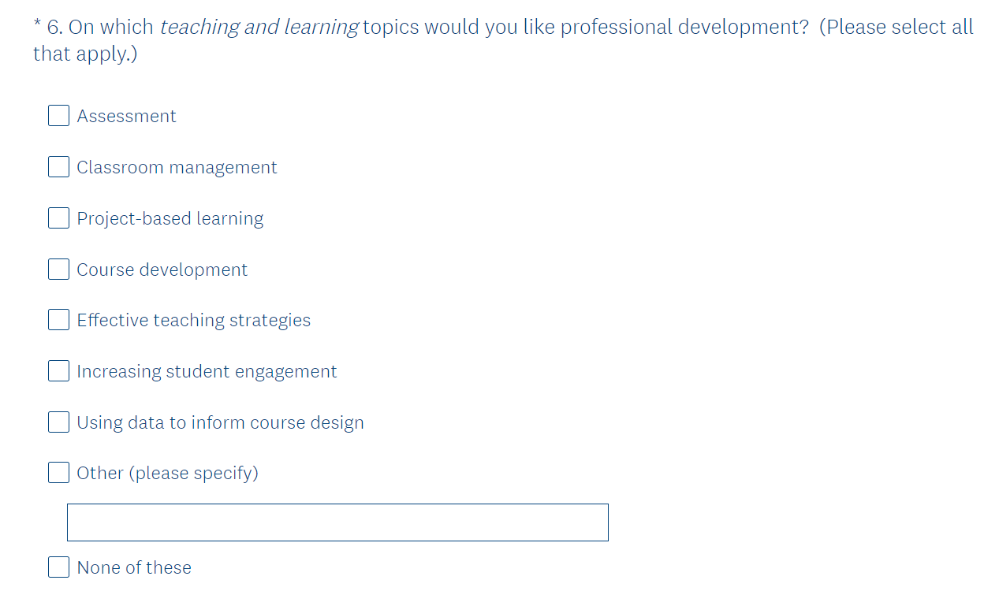 * 6. On which teaching and learning topics would you like professional development?  (Please select all
that apply.)
Assessment
Classroom management
Project-based learning
Course development
Effective teaching strategies
Increasing student engagement
Using data to inform course design
Other (please specify)
None of these